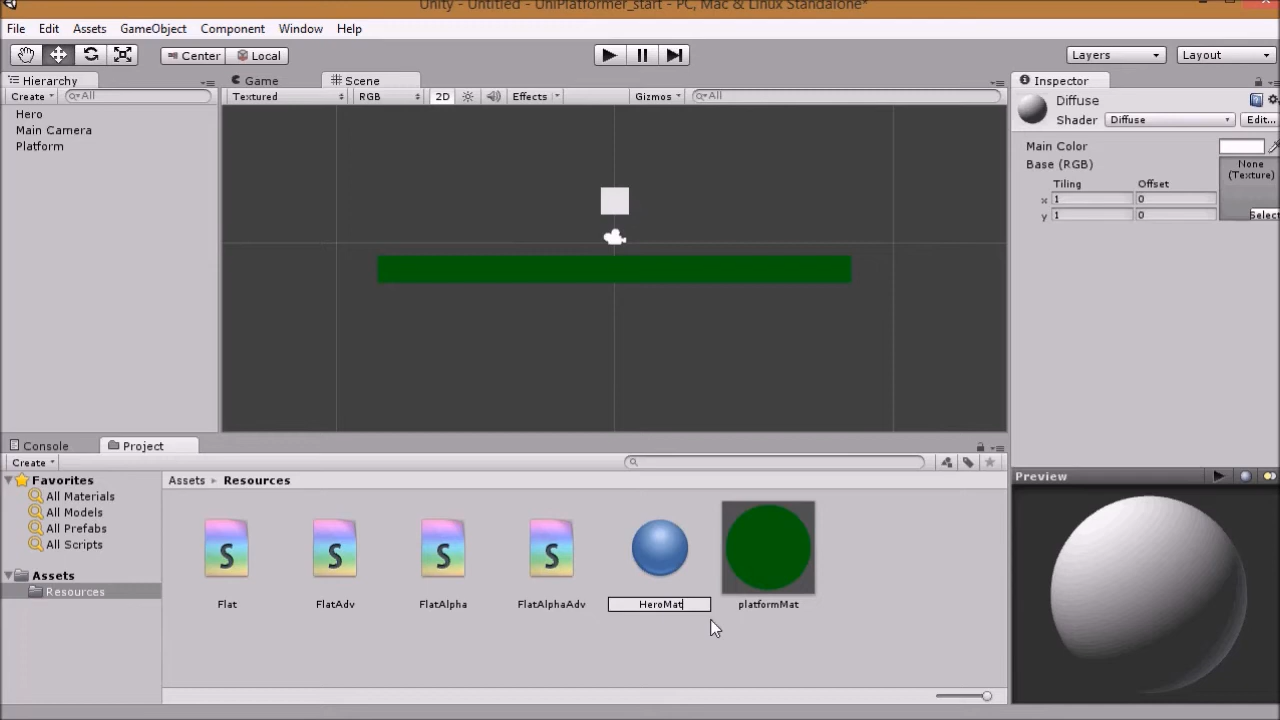 Unity - Untitled - UniPlatformer_start - PC, Mac & Linux Standalone*
File Edit Assets GameObject Component Window Help
Center Local Layers Layout
Hierarchy Game Scene Inspector
Create All Textured RGB 2D Effects Gizmos All
Diffuse
Shader Diffuse Edit...
Hero
Main Camera
Platform
Main Color
Base (RGB) None
(Texture)
Tiling Offset
x 1 0
y 1 0 Select
Console Project
Create
Preview
Favorites
All Materials
All Models
All Prefabs
All Scripts
Assets
Resources
Assets Resources
S S S S
Flat FlatAdv FlatAlpha FlatAlphaAdv HeroMat platformMat